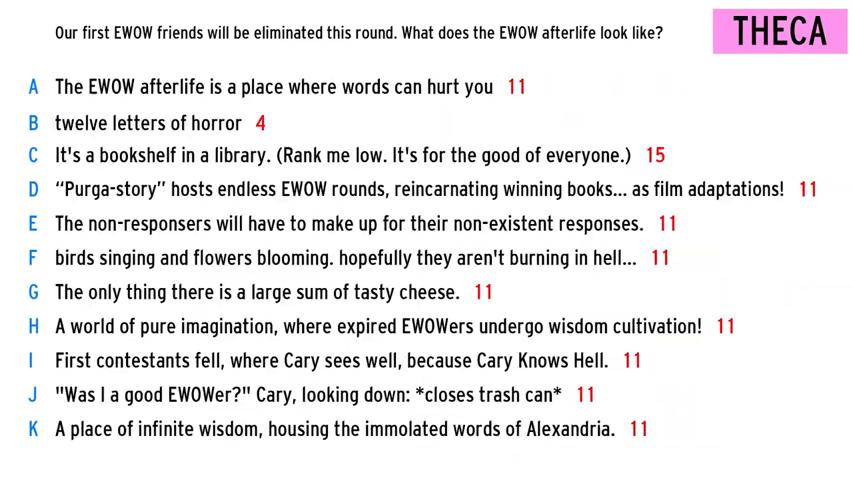 Our first EWOW friends will be eliminated this round. What does the EWOW afterlife look like?
THECA
A The EWOW afterlife is a place where words can hurt you 11
B twelve letters of horror 4
C It's a bookshelf in a library. (Rank me low. It's for the good of everyone.) 15
D “Purga-story” hosts endless EWOW rounds, reincarnating winning books... as film adaptations! 11
E The non-responsers will have to make up for their non-existent responses. 11
F birds singing and flowers blooming. hopefully they aren't burning in hell... 11
G The only thing there is a large sum of tasty cheese. 11
H A world of pure imagination, where expired EWOWers undergo wisdom cultivation! 11
I First contestants fell, where Cary sees well, because Cary Knows Hell. 11
J "Was I a good EWOWer?" Cary, looking down: *closes trash can* 11
K A place of infinite wisdom, housing the immolated words of Alexandria. 11